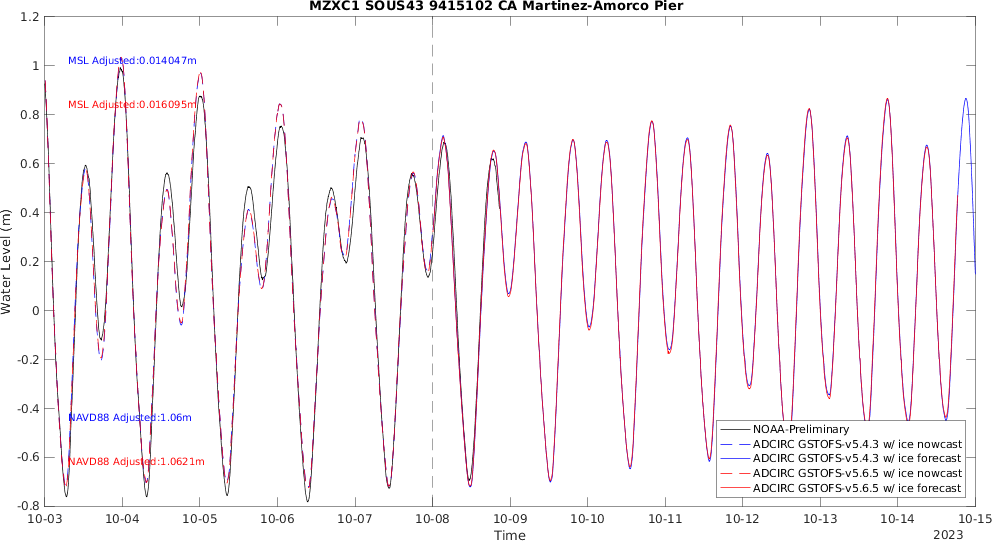 MZXC1 SOUS43 9415102 CA Martinez-Amorco Pier
1.2
1
0.8
0.6
0.4
0.2
0
-0.2
-0.4
-0.6
-0.8
Water Level (m)
MSL Adjusted:0.014047m
MSL Adjusted:0.016095m
NAVD88 Adjusted:1.06m
NAVD88 Adjusted:1.0621m
NOAA-Preliminary
ADCIRC GSTOFS-v5.4.3 w/ ice nowcast
ADCIRC GSTOFS-v5.4.3 w/ ice forecast
ADCIRC GSTOFS-v5.6.5 w/ ice nowcast
ADCIRC GSTOFS-v5.6.5 w/ ice forecast
10-03 10-04 10-05 10-06 10-07 10-08 10-09 10-10 10-11 10-12 10-13 10-14 10-15
Time
2023